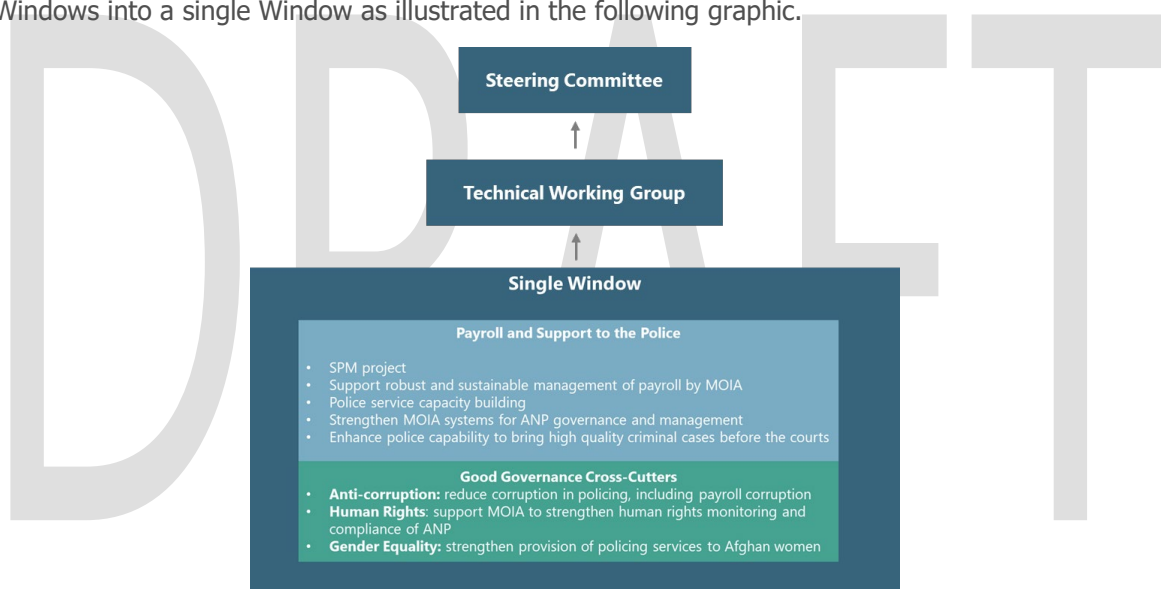 Windows into a single Window as illustrated in the following graphic.
DRAFT
Steering Committee
Technical Working Group
Single Window
Payroll and Support to the Police
• SPM project
• Support robust and sustainable management of payroll by MOIA
• Police service capacity building
• Strengthen MOIA systems for ANP governance and management
• Enhance police capability to bring high quality criminal cases before the courts
Good Governance Cross-Cutters
• Anti-corruption: reduce corruption in policing, including payroll corruption
• Human Rights: support MOIA to strengthen human rights monitoring and
compliance of ANP
• Gender Equality: strengthen provision of policing services to Afghan women